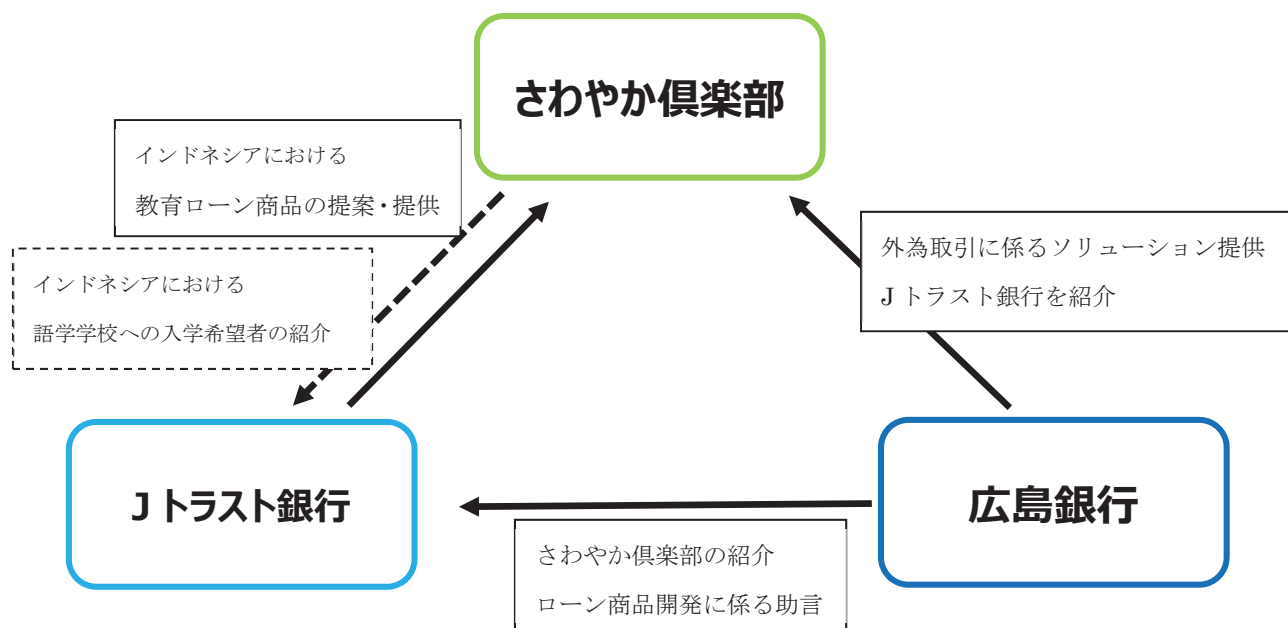 さわやか倶楽部
インドネシアにおける
教育ローン商品の提案・提供
外為取引に係るソリューション提供
Jトラスト銀行を紹介
インドネシアにおける
語学学校への入学希望者の紹介
Jトラスト銀行
広島銀行
さわやか倶楽部の紹介
ローン商品開発に係る助言